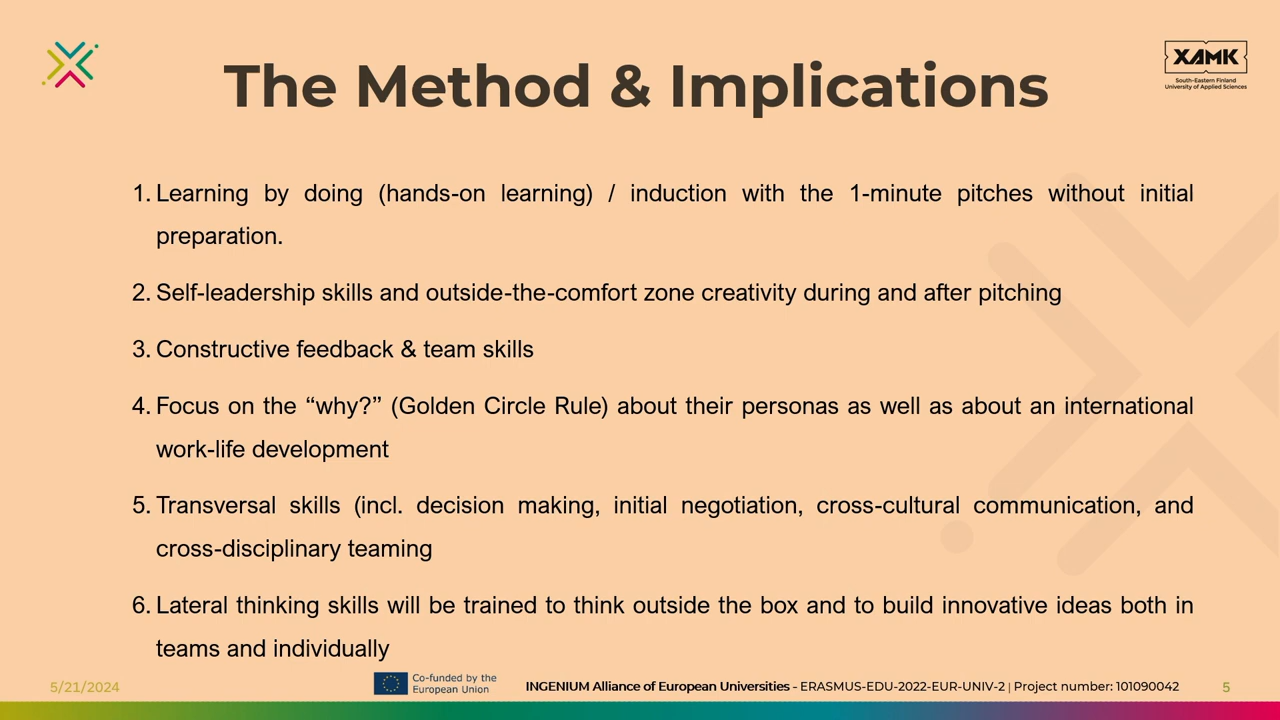 XAMK
South-Eastern Finland
University of Applied Sciences
The Method & Implications
1. Learning by doing (hands-on learning) / induction with the 1-minute pitches without initial
preparation.
2. Self-leadership skills and outside-the-comfort zone creativity during and after pitching
3. Constructive feedback & team skills
4. Focus on the “why?” (Golden Circle Rule) about their personas as well as about an international
work-life development
5. Transversal skills (incl. decision making, initial negotiation, cross-cultural communication, and
cross-disciplinary teaming
6. Lateral thinking skills will be trained to think outside the box and to build innovative ideas both in
teams and individually
5/21/2024
Co-funded by the
European Union
INGENIUM Alliance of European Universities - ERASMUS-EDU-2022-EUR-UNIV-2 | Project number: 101090042
5